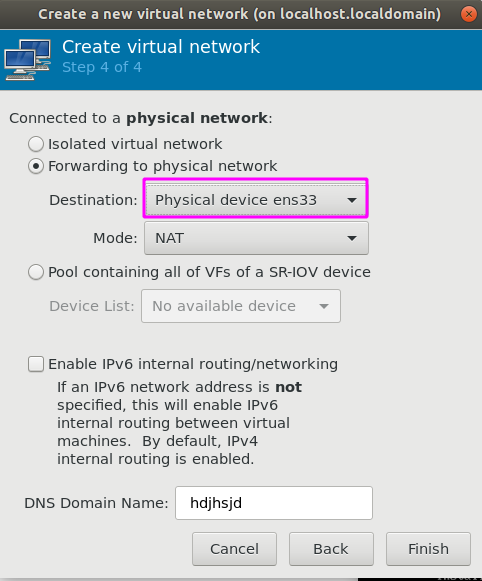 Create a new virtual network (on localhost.localdomain)
Create virtual network
Step 4 of 4
Connected to a physical network:
Isolated virtual network
Forwarding to physical network
Destination: Physical device ens33
Mode: NAT
Pool containing all of VFs of a SR-IOV device
Device List: No available device
Enable IPv6 internal routing/networking
If an IPv6 network address is not
specified, this will enable IPv6
internal routing between virtual
machines. By default, IPv4
internal routing is enabled.
DNS Domain Name: hdjhsjd
Cancel Back Finish